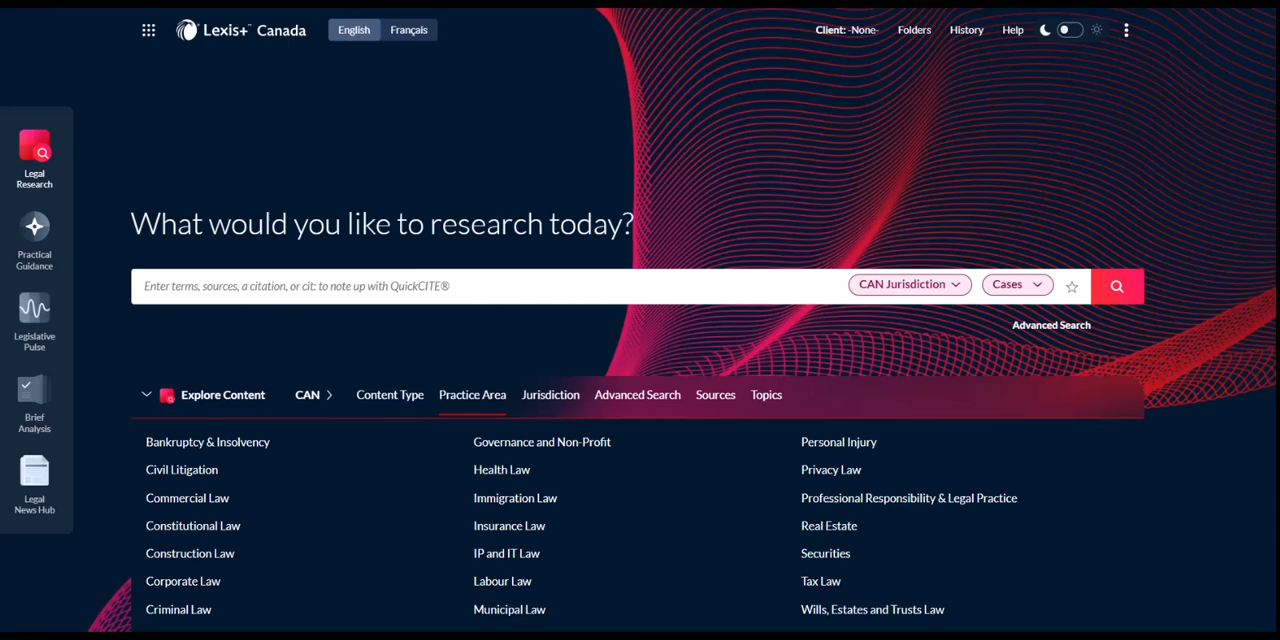 Lexis+™ Canada
English Français
Client: -None- Folders History Help
Legal
Research
Practical
Guidance
Legislative
Pulse
Brief
Analysis
Legal
News Hub
What would you like to research today?
Enter terms, sources, a citation, or cit: to note up with QuickCITE®
CAN Jurisdiction Cases
Advanced Search
Explore Content CAN Content Type Practice Area Jurisdiction Advanced Search Sources Topics
Bankruptcy & Insolvency
Civil Litigation
Commercial Law
Constitutional Law
Construction Law
Corporate Law
Criminal Law
Governance and Non-Profit
Health Law
Immigration Law
Insurance Law
IP and IT Law
Labour Law
Municipal Law
Personal Injury
Privacy Law
Professional Responsibility & Legal Practice
Real Estate
Securities
Tax Law
Wills, Estates and Trusts Law